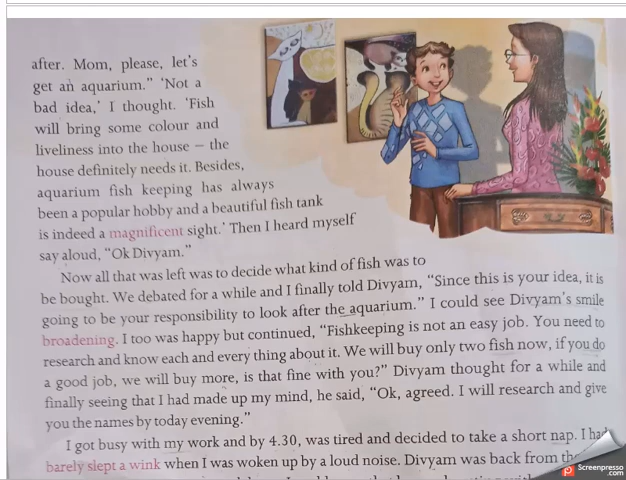 after. Mom, please, let's
get an aquarium." 'Not a
bad idea,' I thought. 'Fish
will bring some colour and
liveliness into the house – the
house definitely needs it. Besides,
aquarium fish keeping has always
been a popular hobby and a beautiful fish tank
is indeed a magnificent sight.' Then I heard myself
say aloud, "Ok Divyam."
Now all that was left was to decide what kind of fish was to
be bought. We debated for a while and I finally told Divyam, "Since this is your idea, it is
going to be your responsibility to look after the aquarium." I could see Divyam's smile
broadening. I too was happy but continued, "Fishkeeping is not an easy job. You need to
research and know each and every thing about it. We will buy only two fish now, if you do
a good job, we will buy more, is that fine with you?" Divyam thought for a while and
finally seeing that I had made up my mind, he said, "Ok, agreed. I will research and give
you the names by today evening."
I got busy with my work and by 4.30, was tired and decided to take a short nap. I had
barely slept a wink when I was woken up by a loud noise. Divyam was back from the
Screenpresso
.com